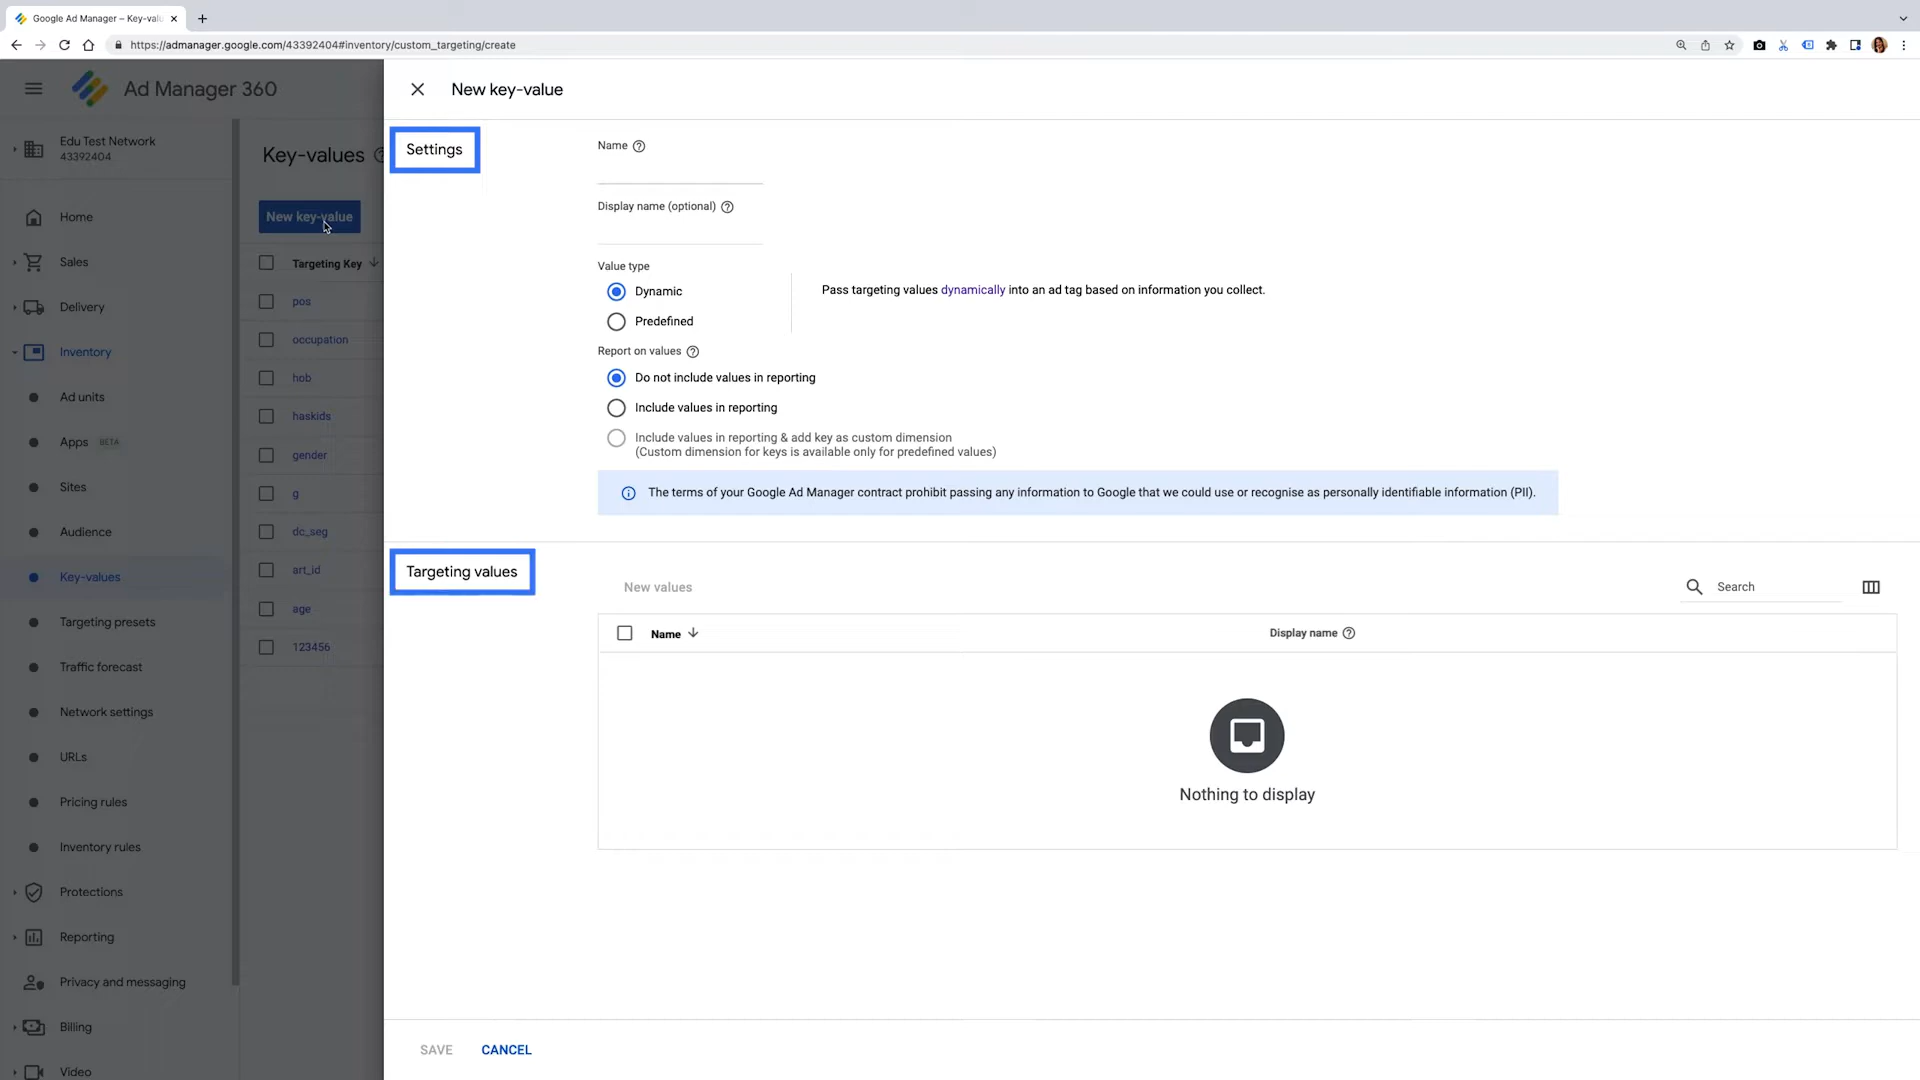 Google Ad Manager – Key-valu
https://admanager.google.com/43392404#inventory/custom_targeting/create
Ad Manager 360
New key-value
Edu Test Network
43392404
Home
Sales
Delivery
Inventory
Ad units
Apps BETA
Sites
Audience
Key-values
Targeting presets
Traffic forecast
Network settings
URLs
Pricing rules
Inventory rules
Protections
Reporting
Privacy and messaging
Billing
Video
Key-values
New key-value
Targeting Key
pos
occupation
hob
haskids
gender
g
dc_seg
art_id
age
123456
Settings
Name
Display name (optional)
Value type
Dynamic
Predefined
Pass targeting values dynamically into an ad tag based on information you collect.
Report on values
Do not include values in reporting
Include values in reporting
Include values in reporting & add key as custom dimension
(Custom dimension for keys is available only for predefined values)
The terms of your Google Ad Manager contract prohibit passing any information to Google that we could use or recognise as personally identifiable information (PII).
Targeting values
New values
Search
Name
Display name
Nothing to display
SAVE
CANCEL